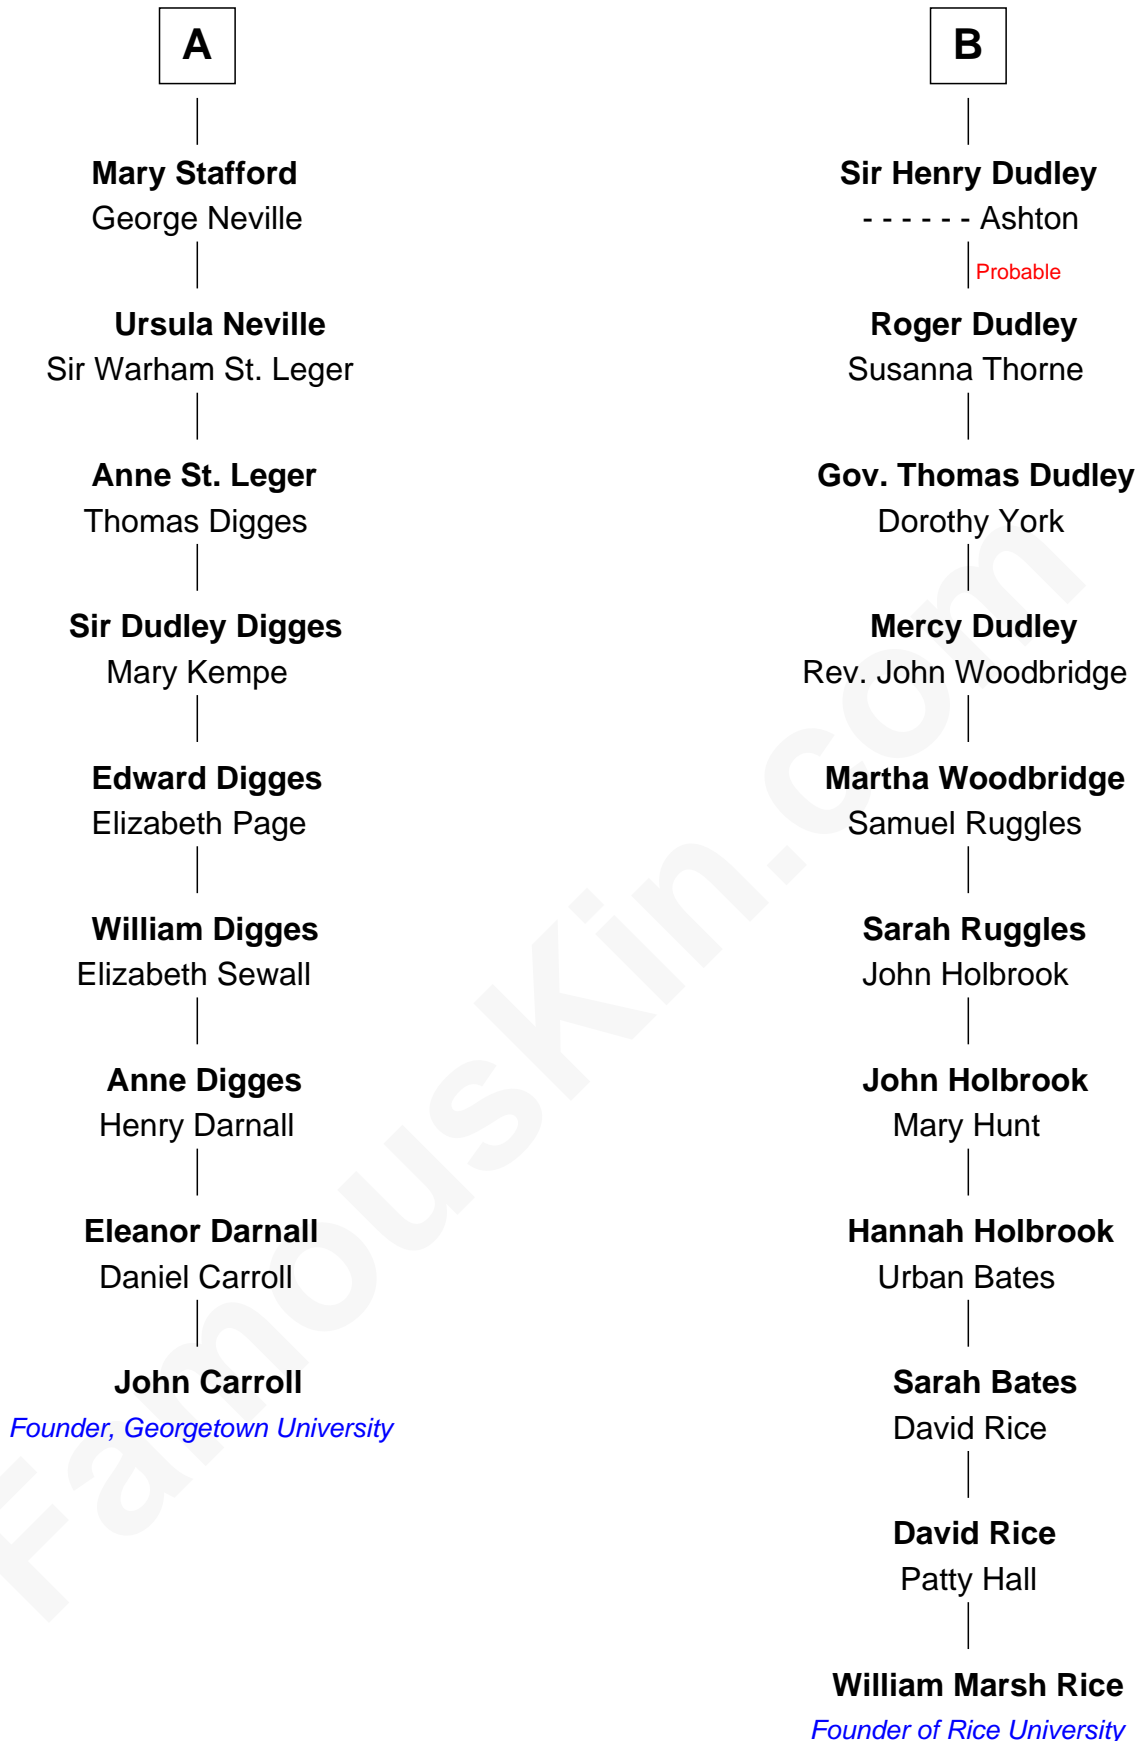 A
Mary Stafford
George Neville
Ursula Neville
Sir Warham St. Leger
Anne St. Leger
Thomas Digges
Sir Dudley Digges
Mary Kempe
Edward Digges
Elizabeth Page
William Digges
Elizabeth Sewall
Anne Digges
Henry Darnall
Eleanor Darnall
Daniel Carroll
John Carroll
Founder, Georgetown University
B
Sir Henry Dudley
- - - - - - Ashton
Probable
Roger Dudley
Susanna Thorne
Gov. Thomas Dudley
Dorothy York
Mercy Dudley
Rev. John Woodbridge
Martha Woodbridge
Samuel Ruggles
Sarah Ruggles
John Holbrook
John Holbrook
Mary Hunt
Hannah Holbrook
Urban Bates
Sarah Bates
David Rice
David Rice
Patty Hall
William Marsh Rice
Founder of Rice University
FamousKin.com